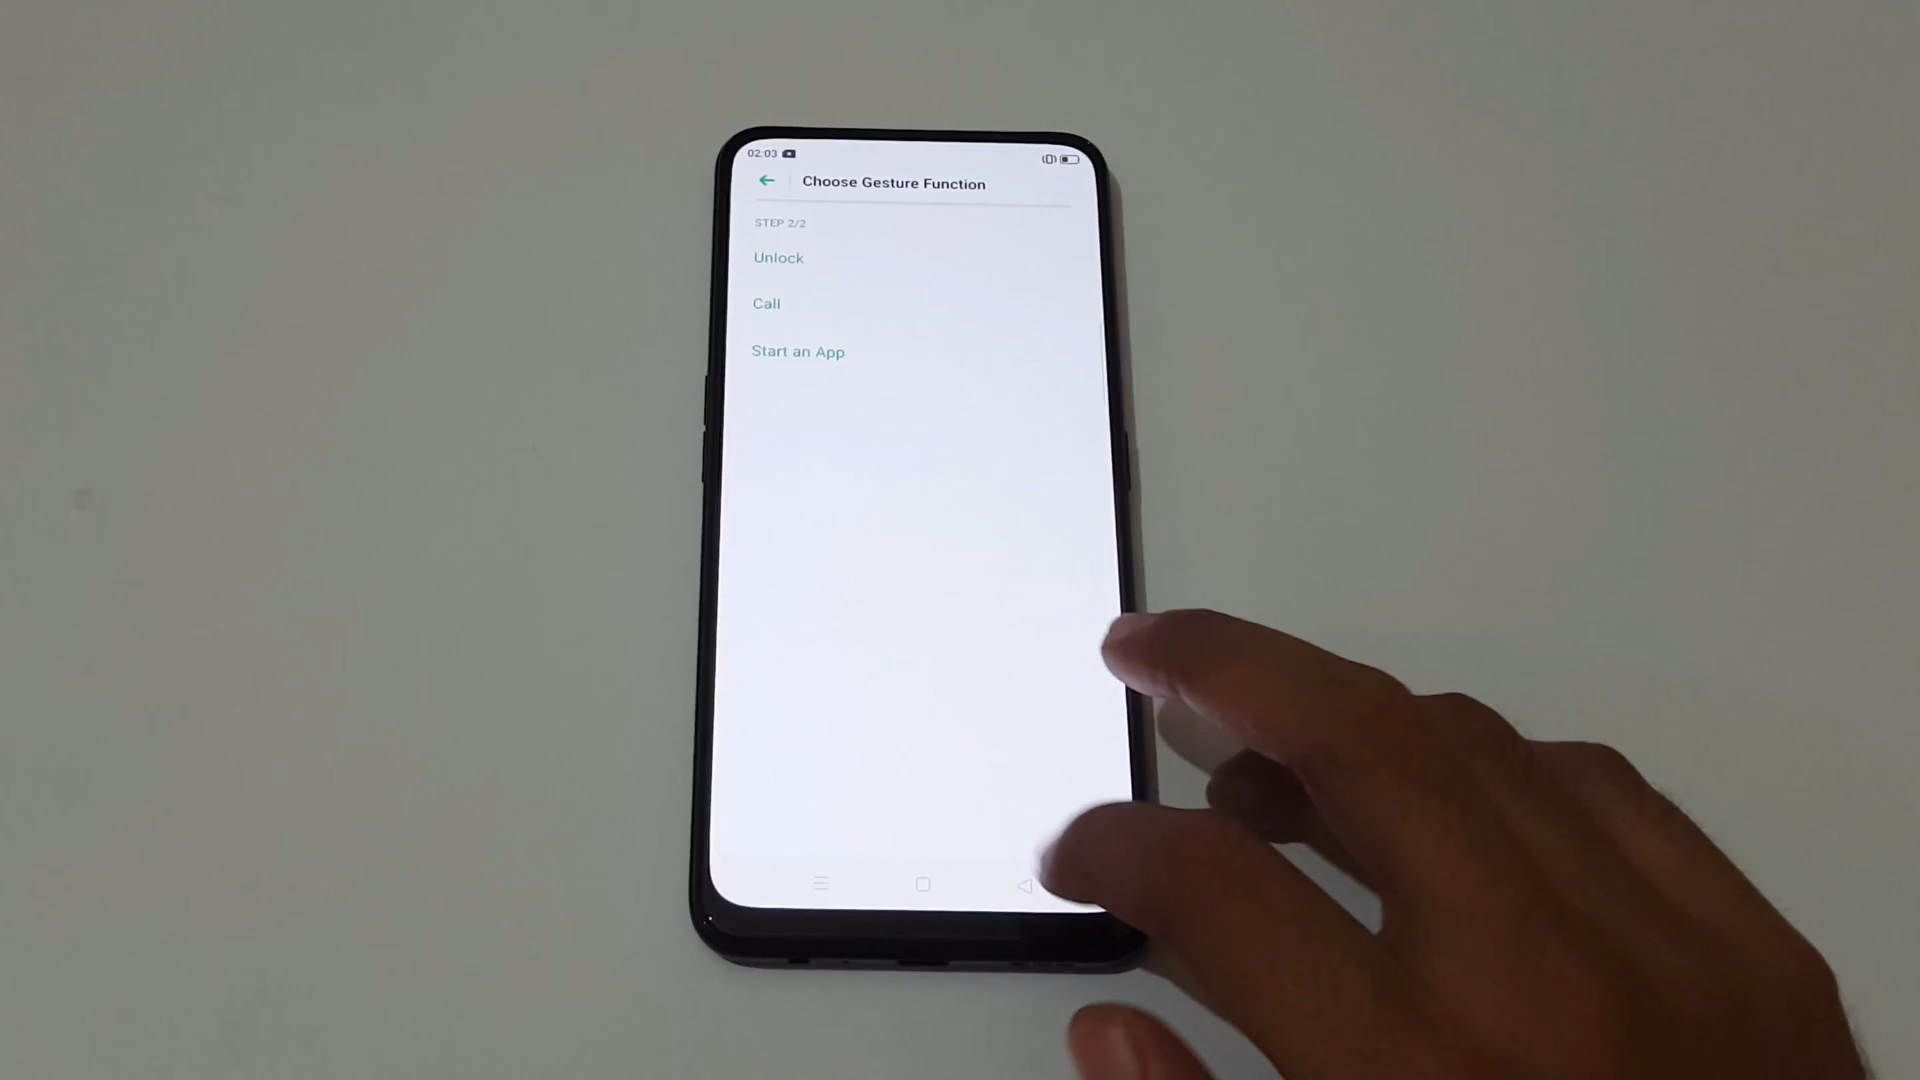 02:03
Choose Gesture Function
STEP 2/2
Unlock
Call
Start an App